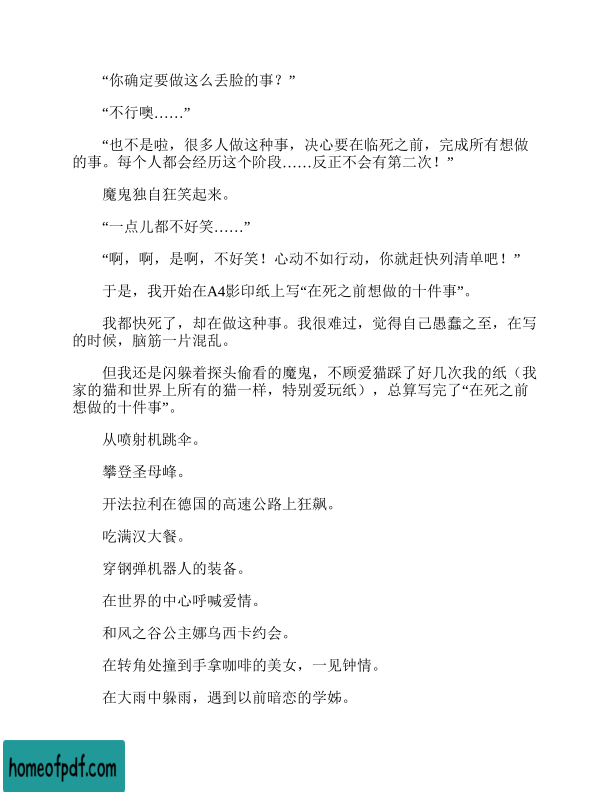 “你确定要做这么丢脸的事？”
“不行噢……”
“也不是啦，很多人做这种事，决心要在临死之前，完成所有想做
的事。每个人都会经历这个阶段……反正不会有第二次！”
魔鬼独自狂笑起来。
“一点儿都不好笑……”
“啊，啊，是啊，不好笑！心动不如行动，你就赶快列清单吧！”
于是，我开始在A4影印纸上写“在死之前想做的十件事”。
我都快死了，却在做这种事。我很难过，觉得自己愚蠢之至，在写
的时候，脑筋一片混乱。
但我还是闪躲着探头偷看的魔鬼，不顾爱猫踩了好几次我的纸（我
家的猫和世界上所有的猫一样，特别爱玩纸），总算写完了“在死之前
想做的十件事”。
从喷射机跳伞。
攀登圣母峰。
开法拉利在德国的高速公路上狂飙。
吃满汉大餐。
穿钢弹机器人的装备。
在世界的中心呼喊爱情。
和风之谷公主娜乌西卡约会。
在转角处撞到手拿咖啡的美女，一见钟情。
在大雨中躲雨，遇到以前暗恋的学姊。
homeofpdf.com